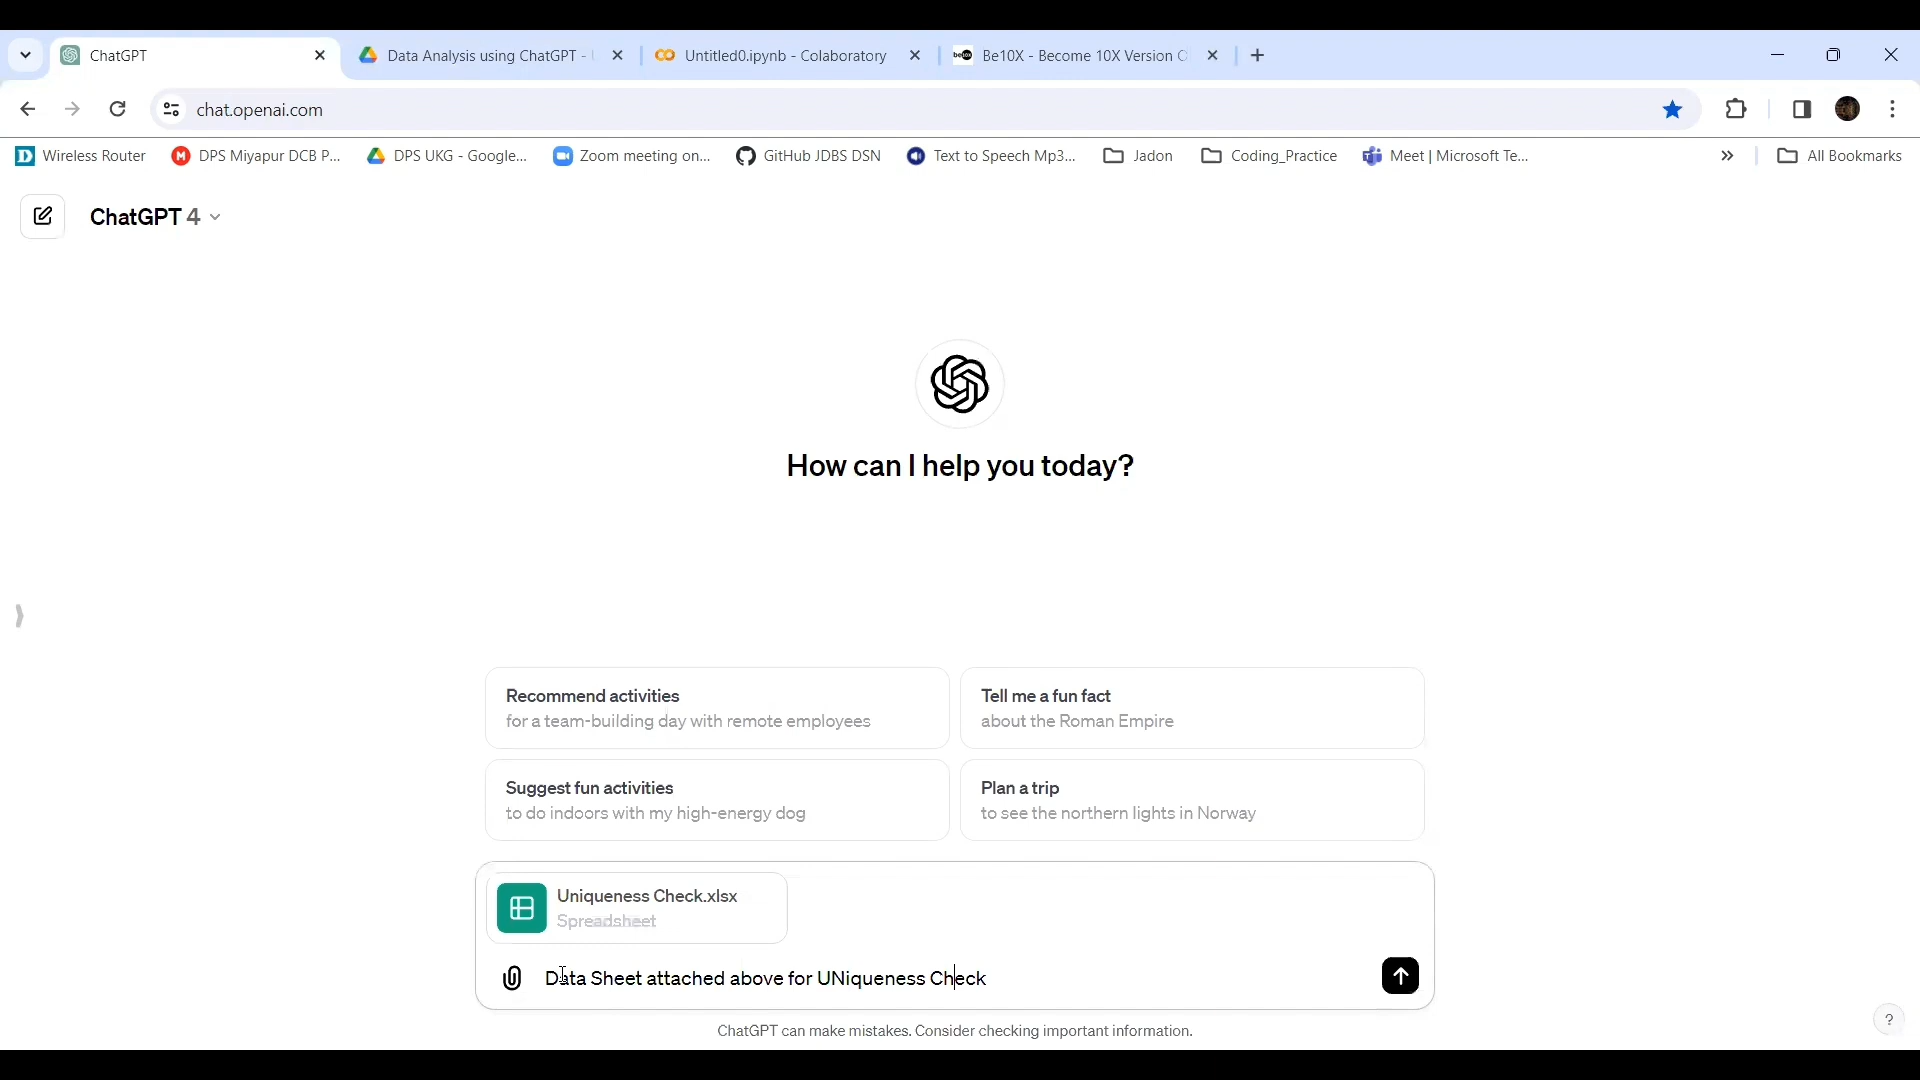 ChatGPT
Data Analysis using ChatGPT -
Untitled0.ipynb - Colaboratory
be10x
Be10X - Become 10X Version
chat.openai.com
Wireless Router
DPS Miyapur DCB P...
DPS UKG - Google...
Zoom meeting on...
GitHub JDBS DSN
Text to Speech Mp3...
Jadon
Coding_Practice
Meet | Microsoft Te...
All Bookmarks
ChatGPT 4
How can I help you today?
Recommend activities
for a team-building day with remote employees
Tell me a fun fact
about the Roman Empire
Suggest fun activities
to do indoors with my high-energy dog
Plan a trip
to see the northern lights in Norway
Uniqueness Check.xlsx
Spreadsheet
Data Sheet attached above for UNiqueness Check
ChatGPT can make mistakes. Consider checking important information.
?